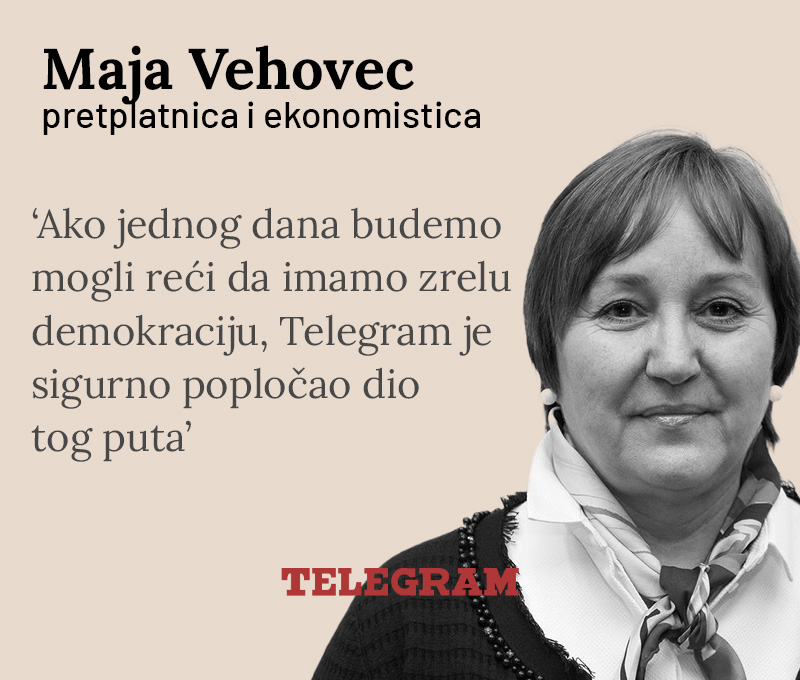 Maja Vehovec
pretplatnica i ekonomistica
‘Ako jednog dana budemo
mogli reći da imamo zrelu
demokraciju, Telegram je
sigurno popločao dio
tog puta’
TELEGRAM